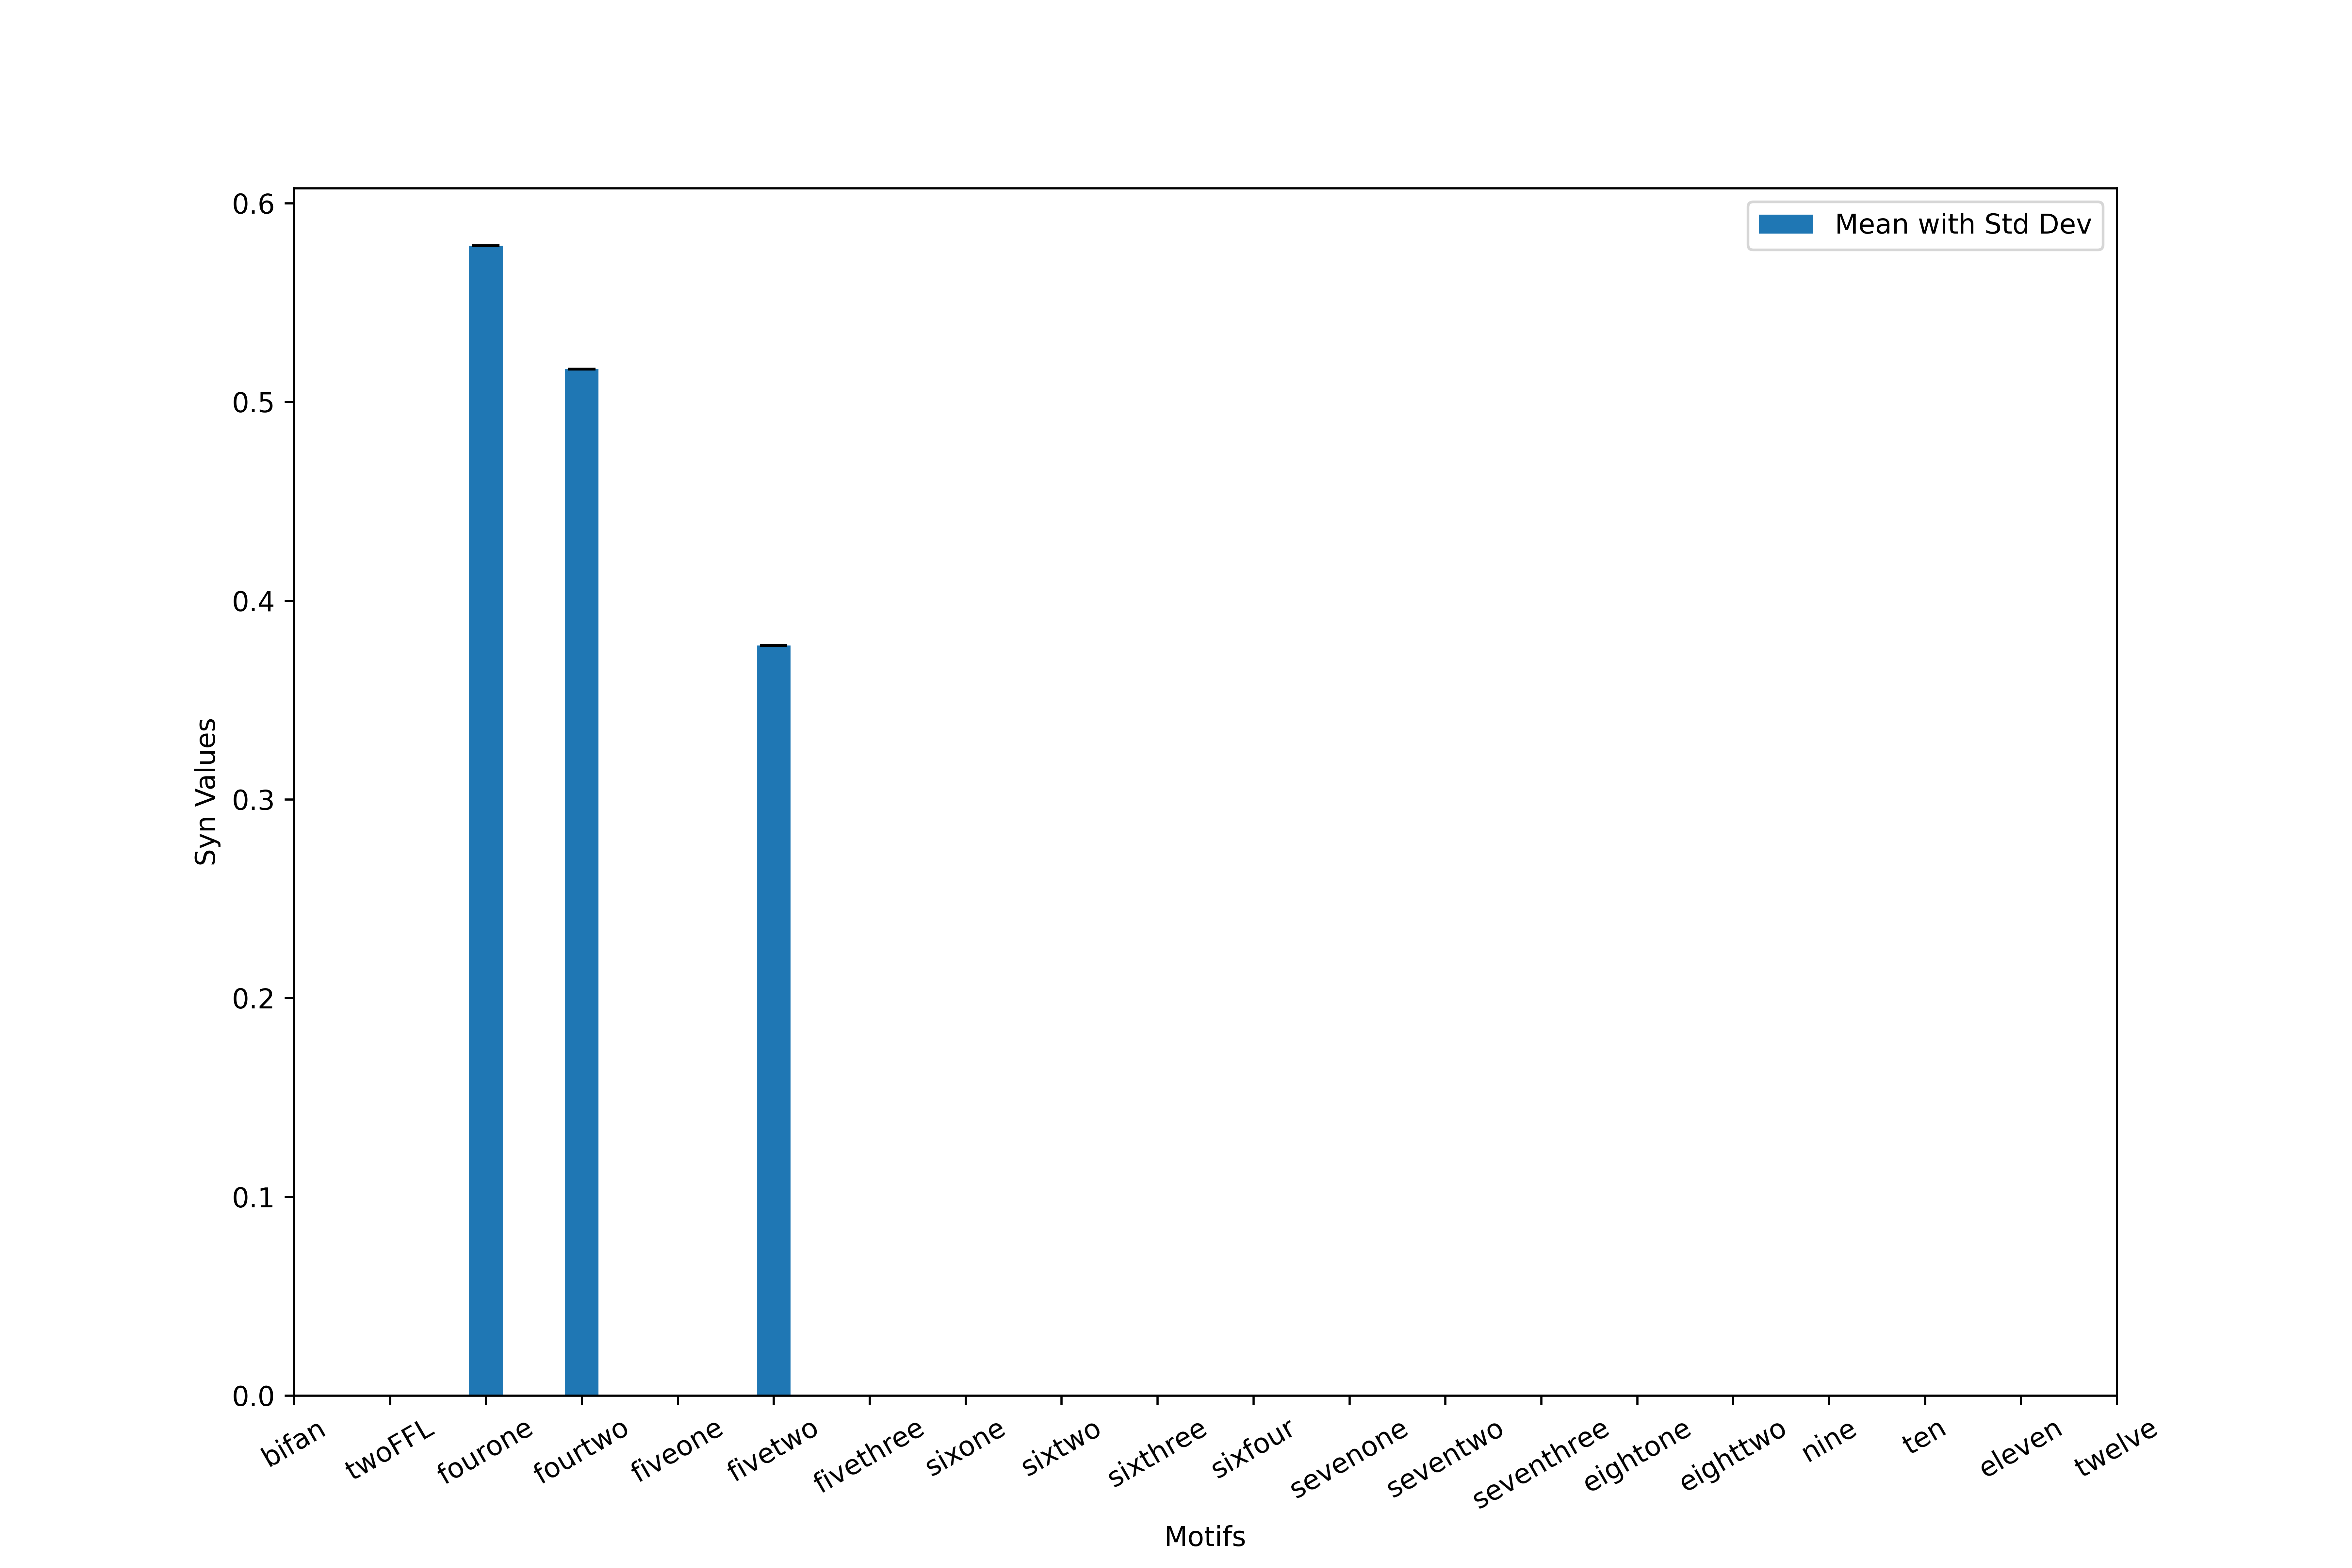 Mean with Std Dev
0.6
0.5
0.4
0.3
0.2
0.1
0.0
Syn Values
bifan
twoFFL
fourone
fourtwo
fiveone
fivetwo
fivethree
sixone
sixtwo
sixthree
sixfour
sevenone
seventwo
seventhree
eightone
eighttwo
nine
ten
eleven
twelve
Motifs